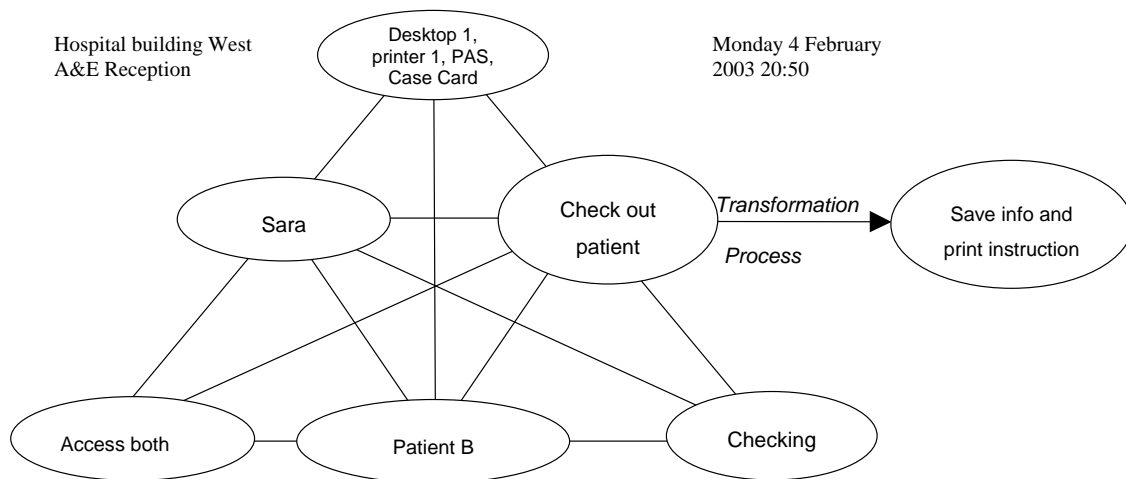 Hospital building West
A&E Reception
Desktop 1,
printer 1, PAS,
Case Card
Monday 4 February
2003 20:50
Sara
Check out
patient
Transformation
Process
Save info and
print instruction
Access both
Patient B
Checking